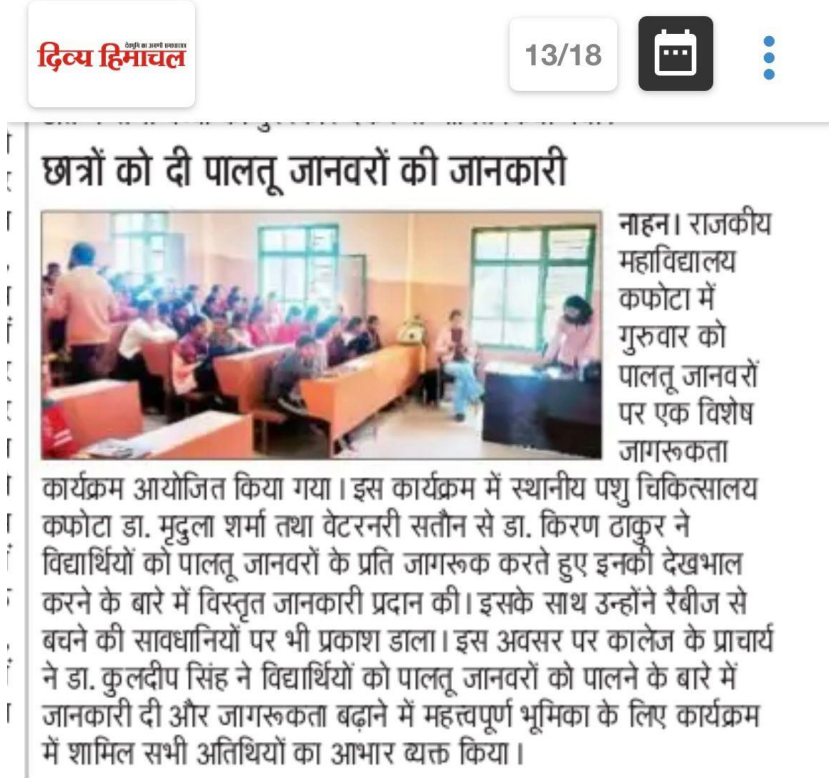 दिव्य हिमाचल
13/18
छात्रों को दी पालतू जानवरों की जानकारी
नाहन। राजकीय
महाविद्यालय
कफोटा में
गुरुवार को
पालतू जानवरों
पर एक विशेष
जागरूकता
कार्यक्रम आयोजित किया गया। इस कार्यक्रम में स्थानीय पशु चिकित्सालय
कफोटा डा. मृदुला शर्मा तथा वेटरनरी सतौन से डा. किरण ठाकुर ने
विद्यार्थियों को पालतू जानवरों के प्रति जागरूक करते हुए इनकी देखभाल
करने के बारे में विस्तृत जानकारी प्रदान की। इसके साथ उन्होंने रैबीज से
बचने की सावधानियों पर भी प्रकाश डाला। इस अवसर पर कालेज के प्राचार्य
ने डा. कुलदीप सिंह ने विद्यार्थियों को पालतू जानवरों को पालने के बारे में
जानकारी दी और जागरूकता बढ़ाने में महत्त्वपूर्ण भूमिका के लिए कार्यक्रम
में शामिल सभी अतिथियों का आभार व्यक्त किया।